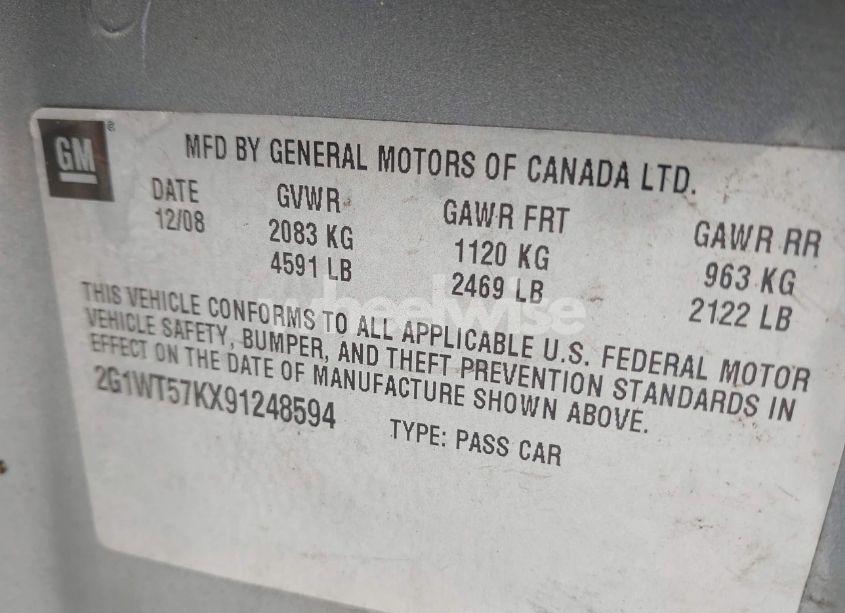 GM
MFD BY GENERAL MOTORS OF CANADA LTD.
DATE GVWR GAWR FRT GAWR RR
12/08 2083 KG 1120 KG 963 KG
4591 LB 2469 LB 2122 LB
THIS VEHICLE CONFORMS TO ALL APPLICABLE U.S. FEDERAL MOTOR
VEHICLE SAFETY, BUMPER, AND THEFT PREVENTION STANDARDS IN
EFFECT ON THE DATE OF MANUFACTURE SHOWN ABOVE.
2G1WT57KX91248594 TYPE: PASS CAR
wheelwise